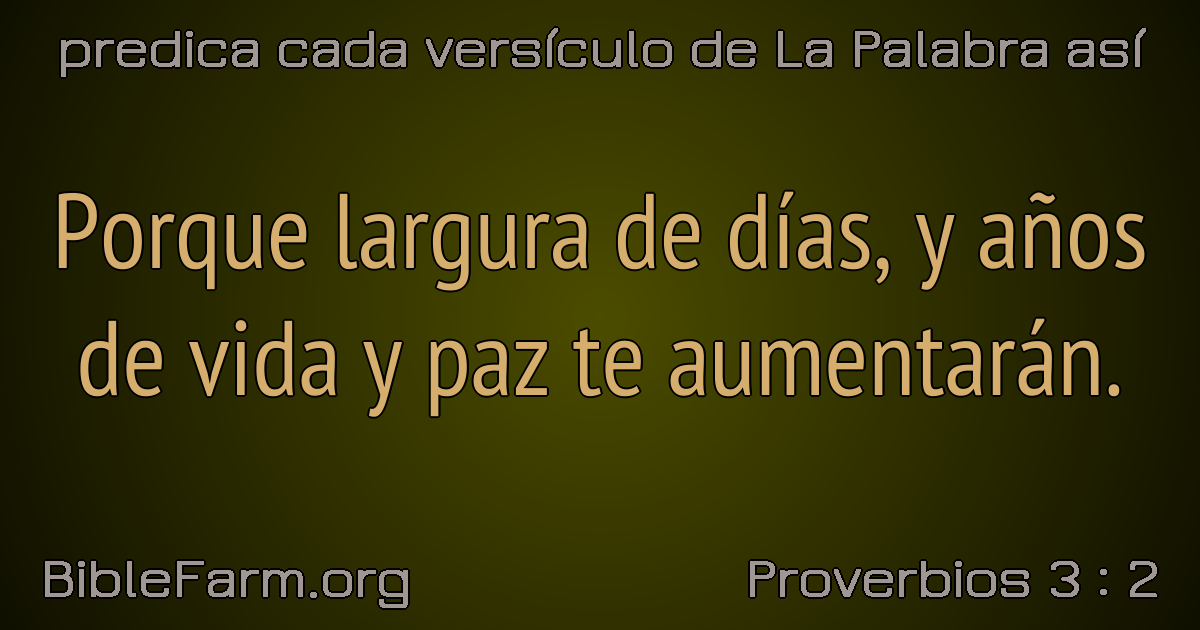 predica cada versículo de La Palabra así
Porque largura de días, y años
de vida y paz te aumentarán.
BibleFarm.org
Proverbios 3 : 2